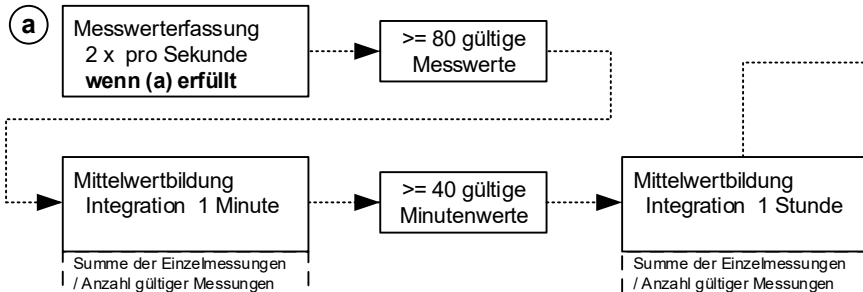 a
Messwerterfassung
2 x pro Sekunde
wenn (a) erfüllt
>= 80 gültige
Messwerte
Mittelwertbildung
Integration 1 Minute
>= 40 gültige
Minutenwerte
Mittelwertbildung
Integration 1 Stunde
Summe der Einzelmessungen
/ Anzahl gültiger Messungen
Summe der Einzelmessungen
/ Anzahl gültiger Messungen